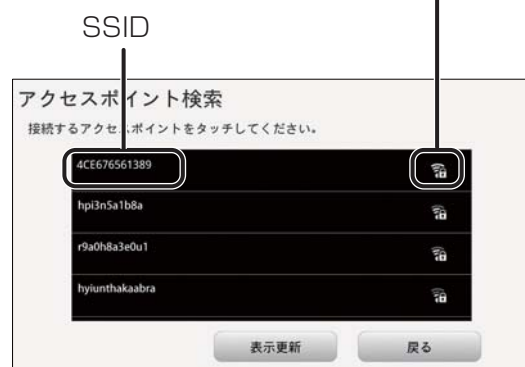 SSID
アクセスポイント検索
接続するアクセスポイントをタッチしてください。
4CE676561389
hpi3n5a1b8a
r9a0h8a3e0u1
hyiunthakaabra
表示更新
戻る